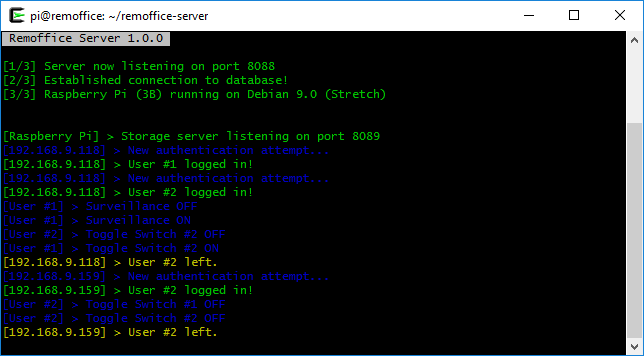 pi@remoffice: ~/remoffice-server
Remoffice Server 1.0.0
[1/3] Server now listening on port 8088
[2/3] Established connection to database!
[3/3] Raspberry Pi (3B) running on Debian 9.0 (Stretch)
[Raspberry Pi] > Storage server listening on port 8089
[192.168.9.118] > New authentication attempt...
[192.168.9.118] > User #1 logged in!
[192.168.9.118] > New authentication attempt...
[192.168.9.118] > User #2 logged in!
[User #1] > Surveillance OFF
[User #1] > Surveillance ON
[User #2] > Toggle Switch #2 OFF
[User #1] > Toggle Switch #2 ON
[192.168.9.118] > User #2 left.
[192.168.9.159] > New authentication attempt...
[192.168.9.159] > User #2 logged in!
[User #2] > Toggle Switch #1 OFF
[User #2] > Toggle Switch #2 OFF
[192.168.9.159] > User #2 left.